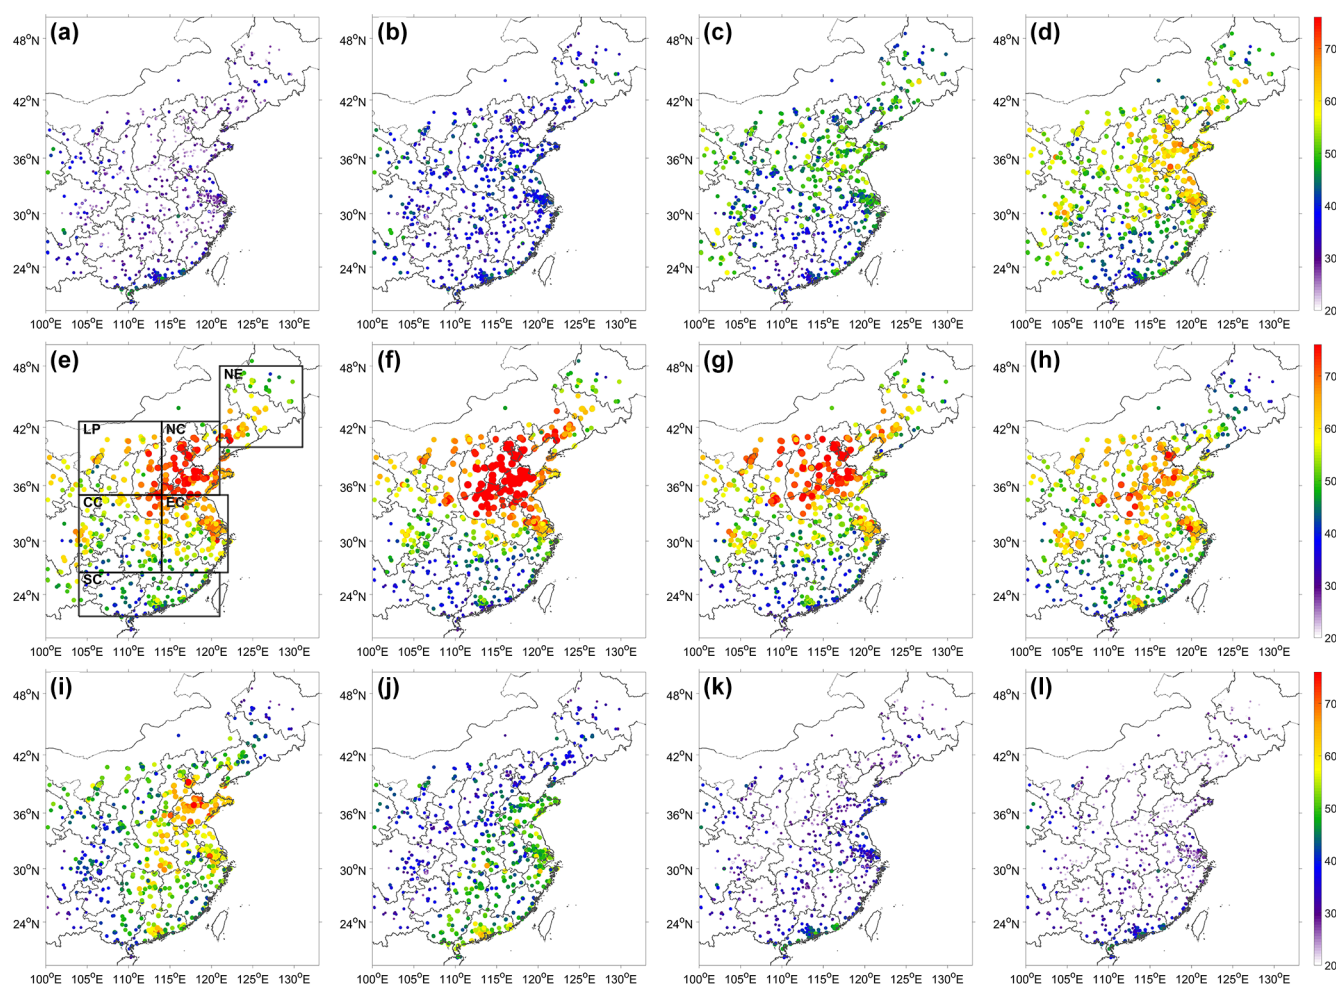 (a) (b) (c) (d)
48°N 48°N 48°N 48°N 70
42°N 42°N 42°N 42°N 60
36°N 36°N 36°N 36°N 50
30°N 30°N 30°N 30°N 40
24°N 24°N 24°N 24°N 30
20
100°E 105°E 110°E 115°E 120°E 125°E 130°E 100°E 105°E 110°E 115°E 120°E 125°E 130°E 100°E 105°E 110°E 115°E 120°E 125°E 130°E 100°E 105°E 110°E 115°E 120°E 125°E 130°E
(e) (f) (g) (h)
48°N NE 48°N 48°N 48°N 70
42°N LP NC 42°N 42°N 42°N 60
36°N CC EC 36°N 36°N 36°N 50
30°N 30°N 30°N 30°N 40
SC
24°N 24°N 24°N 24°N 30
20
100°E 105°E 110°E 115°E 120°E 125°E 130°E 100°E 105°E 110°E 115°E 120°E 125°E 130°E 100°E 105°E 110°E 115°E 120°E 125°E 130°E 100°E 105°E 110°E 115°E 120°E 125°E 130°E
(i) (j) (k) (l)
48°N 48°N 48°N 48°N 70
42°N 42°N 42°N 42°N 60
36°N 36°N 36°N 36°N 50
30°N 30°N 30°N 30°N 40
24°N 24°N 24°N 24°N 30
20
100°E 105°E 110°E 115°E 120°E 125°E 130°E 100°E 105°E 110°E 115°E 120°E 125°E 130°E 100°E 105°E 110°E 115°E 120°E 125°E 130°E 100°E 105°E 110°E 115°E 120°E 125°E 130°E